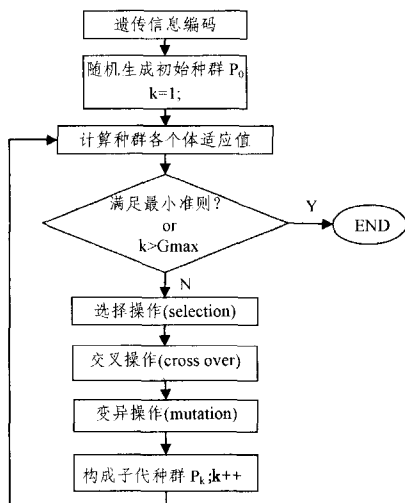 遗传信息编码
随机生成初始种群 P₀
k=1;
计算种群各个体适应值
满足最小准则？
or
k>Gmax
Y
END
N
选择操作(selection)
交叉操作(cross over)
变异操作(mutation)
构成子代种群 Pₖ;k++